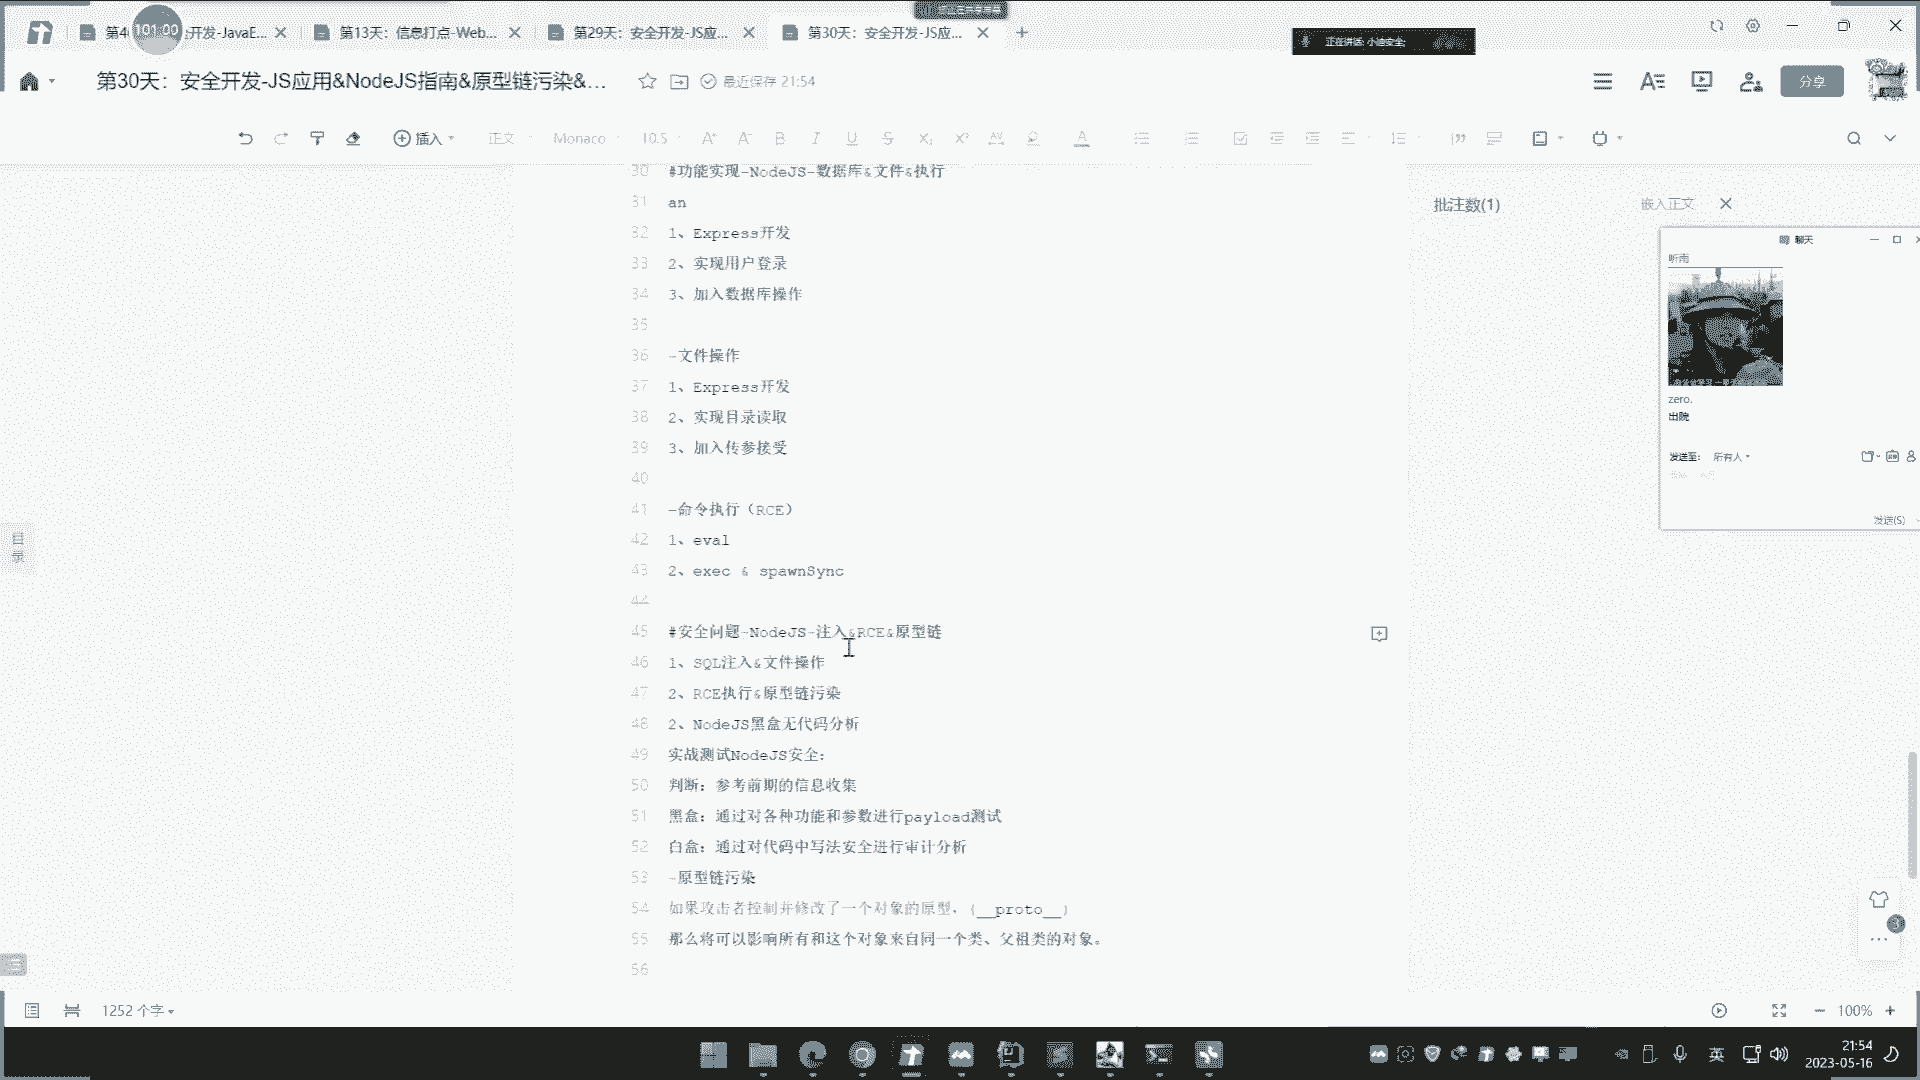 第4
101:00
开发-JavaE...
第13天：信息打点-Web...
第29天：安全开发-JS应...
第30天：安全开发-JS应...
正在讲话: 小迪安全:
第30天：安全开发-JS应用&NodeJS指南&原型链污染&...
最近保存 21:54
分享
插入
正文
Monaco
10.5
30 #功能实现-NodeJS-数据库&文件&执行
31 an
32 1、Express开发
33 2、实现用户登录
34 3、加入数据库操作
35
36 -文件操作
37 1、Express开发
38 2、实现目录读取
39 3、加入传参接受
40
41 -命令执行（RCE）
42 1、eval
43 2、exec & spawnSync
44
45 #安全问题-NodeJS-注入&RCE&原型链
46 1、SQL注入&文件操作
47 2、RCE执行&原型链污染
48 2、NodeJS黑盒无代码分析
49 实战测试NodeJS安全：
50 判断：参考前期的信息收集
51 黑盒：通过对各种功能和参数进行payload测试
52 白盒：通过对代码中写法安全进行审计分析
53 -原型链污染
54 如果攻击者控制并修改了一个对象的原型，(__proto__)
55 那么将可以影响所有和这个对象来自同一个类、父祖类的对象。
56
批注数(1)
嵌入正文
聊天
听雨
zero.
出院
发送至: 所有人
发送(S)
目录
3
1252 个字
100%
英
21:54
2023-05-16